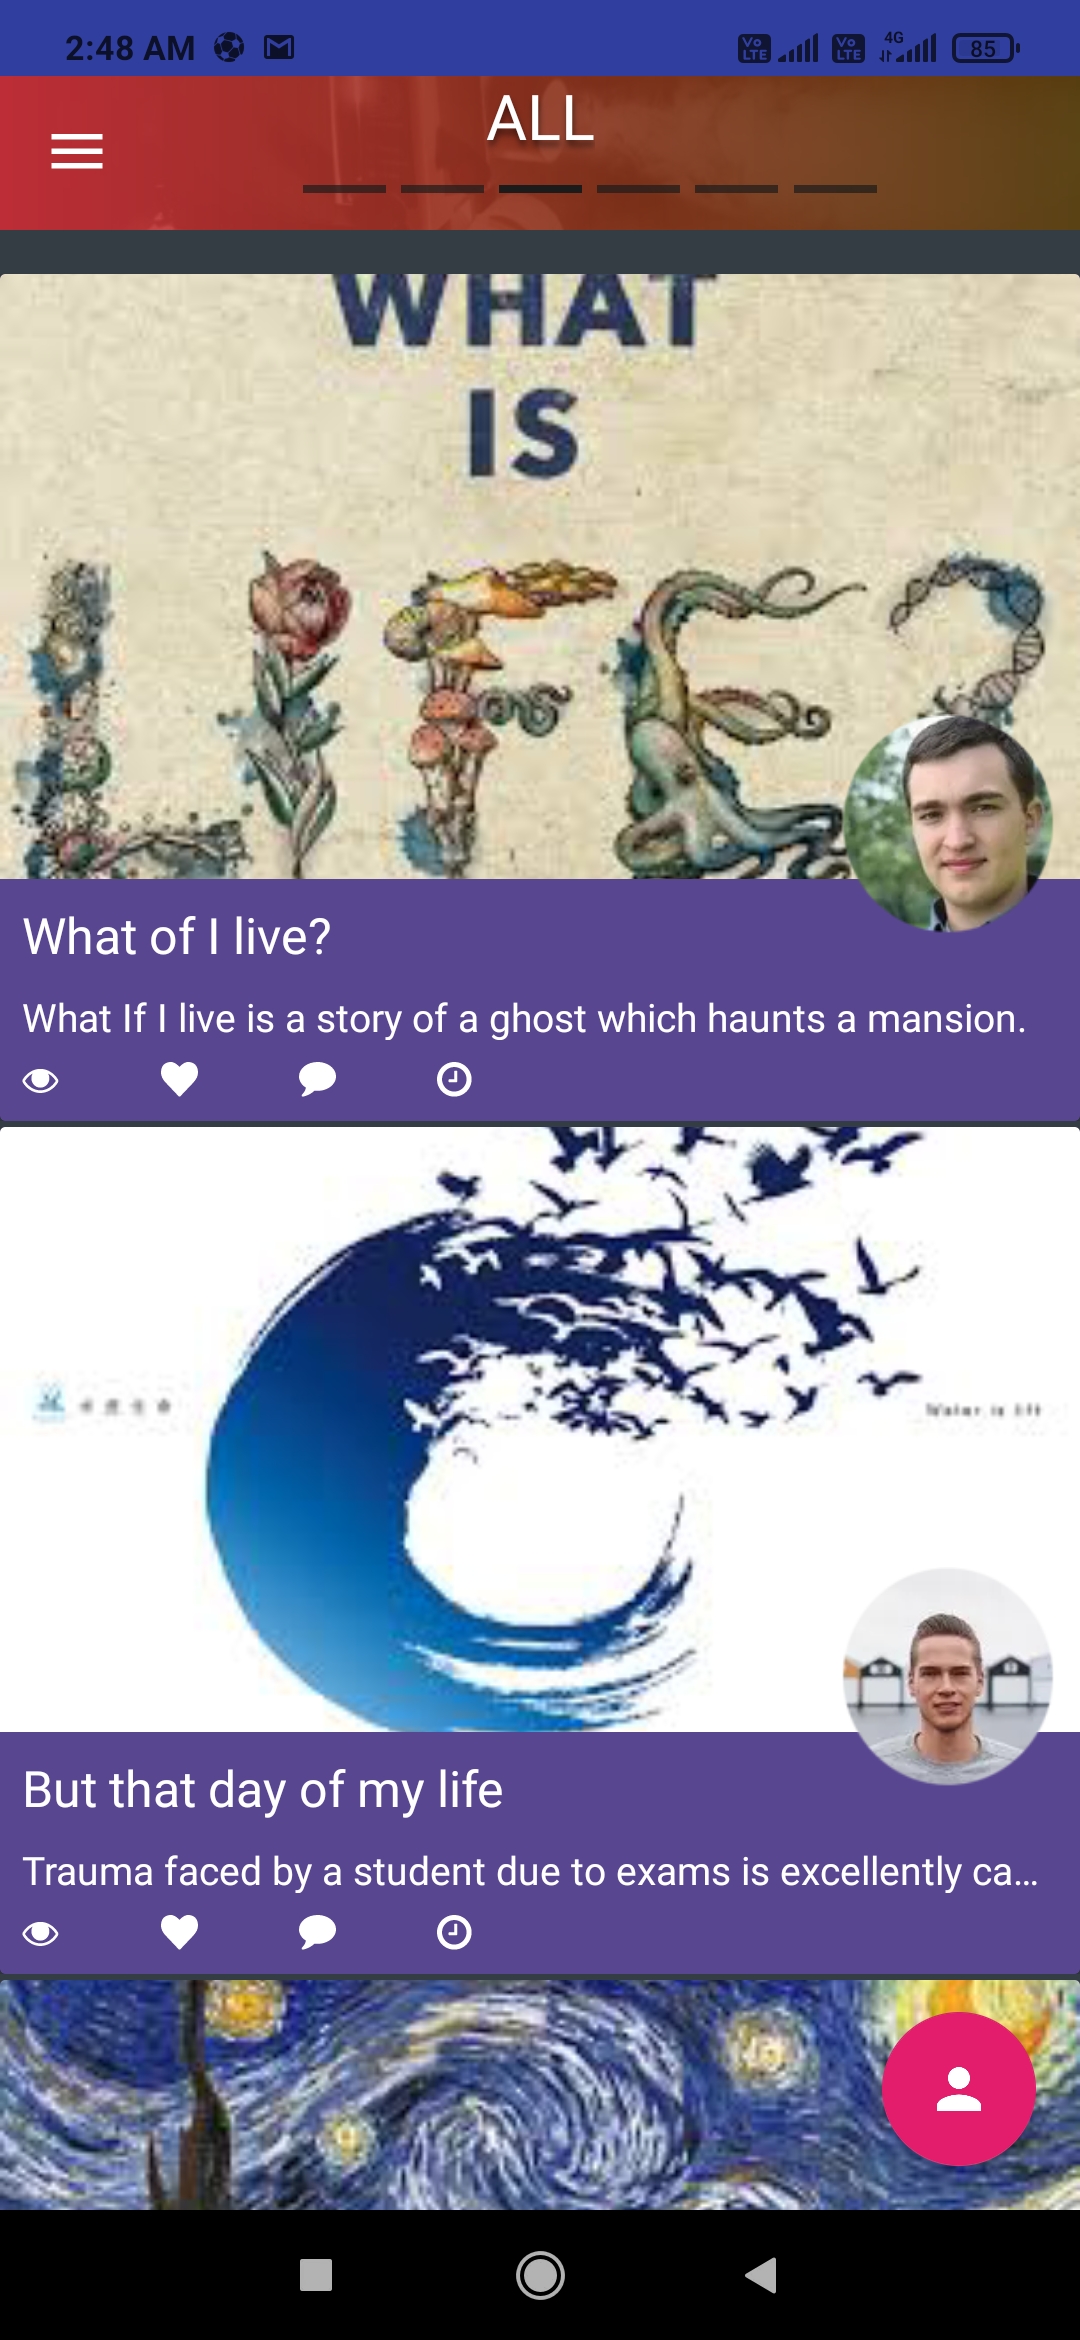 2:48 AM
Vo LTE Vo LTE 4G 85
ALL
WHAT
IS
LIFE?
What of I live?
What If I live is a story of a ghost which haunts a mansion.
Water is life
But that day of my life
Trauma faced by a student due to exams is excellently ca...